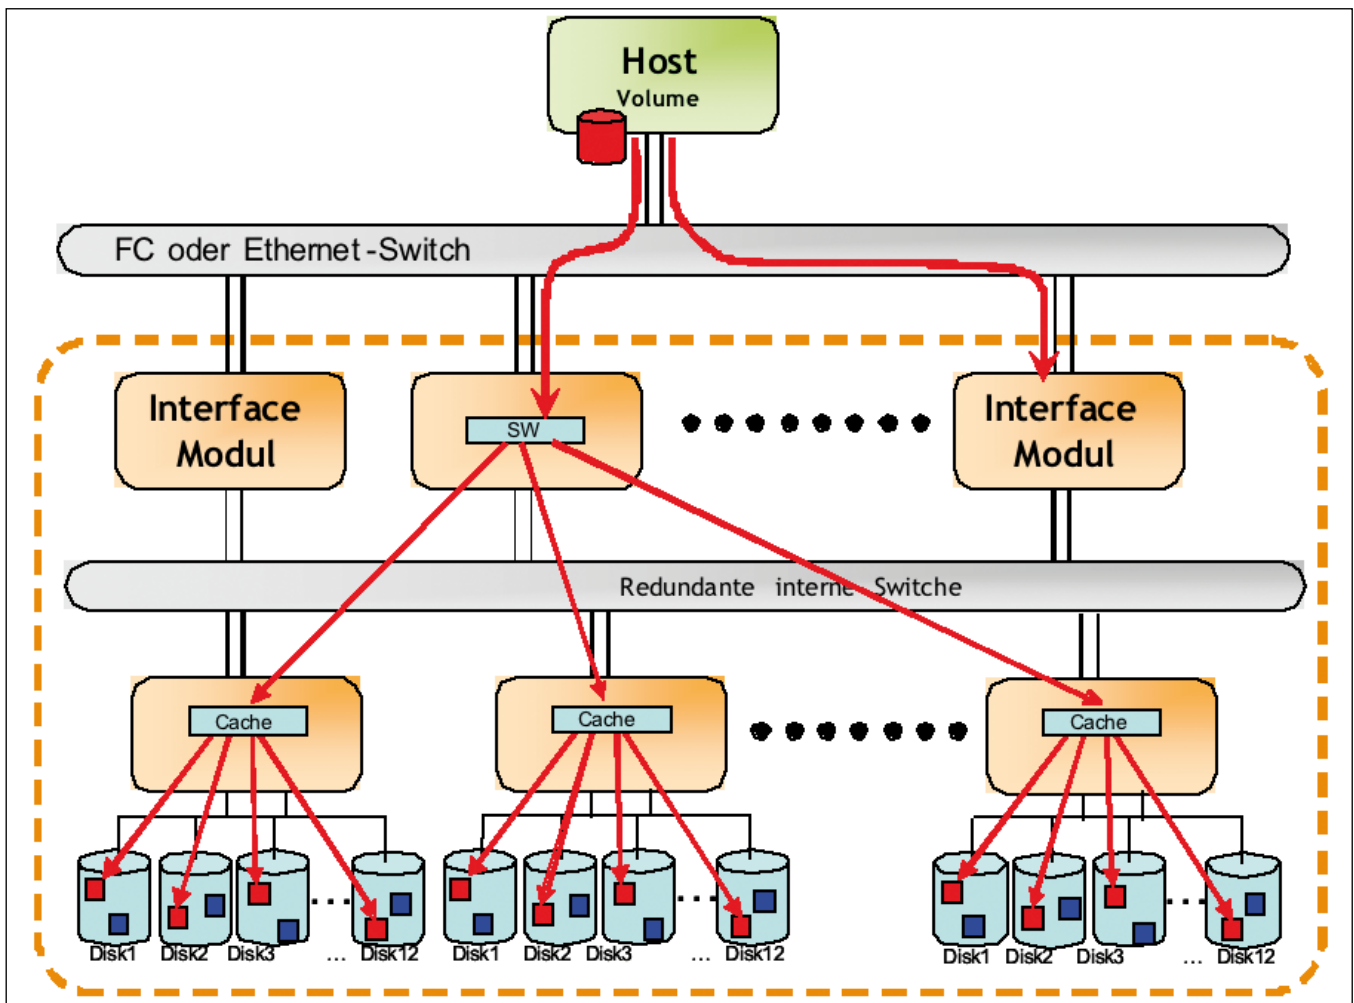 Host
Volume
FC oder Ethernet-Switch
Interface
Modul
SW
Interface
Modul
Redundante interne Switche
Cache
Cache
Cache
Disk1 Disk2 Disk3 ... Disk12
Disk1 Disk2 Disk3 ... Disk12
Disk1 Disk2 Disk3 ... Disk12